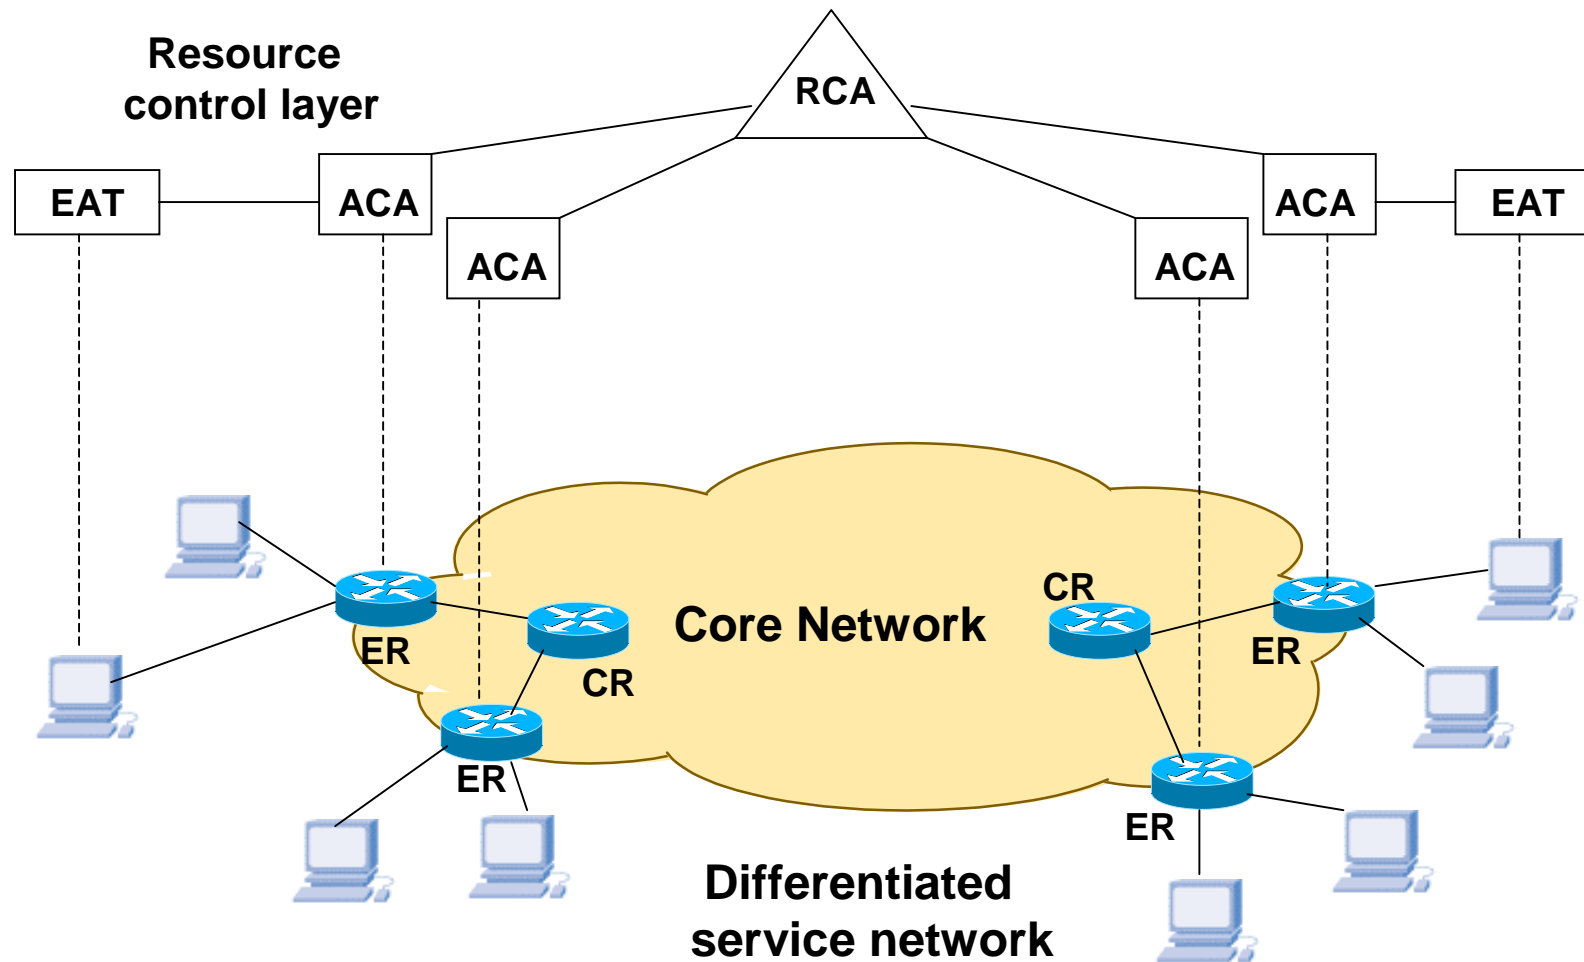 Resource
control layer
RCA
EAT
ACA
ACA
EAT
ACA
ACA
CR
Core Network
ER
ER
CR
ER
ER
Differentiated
service network